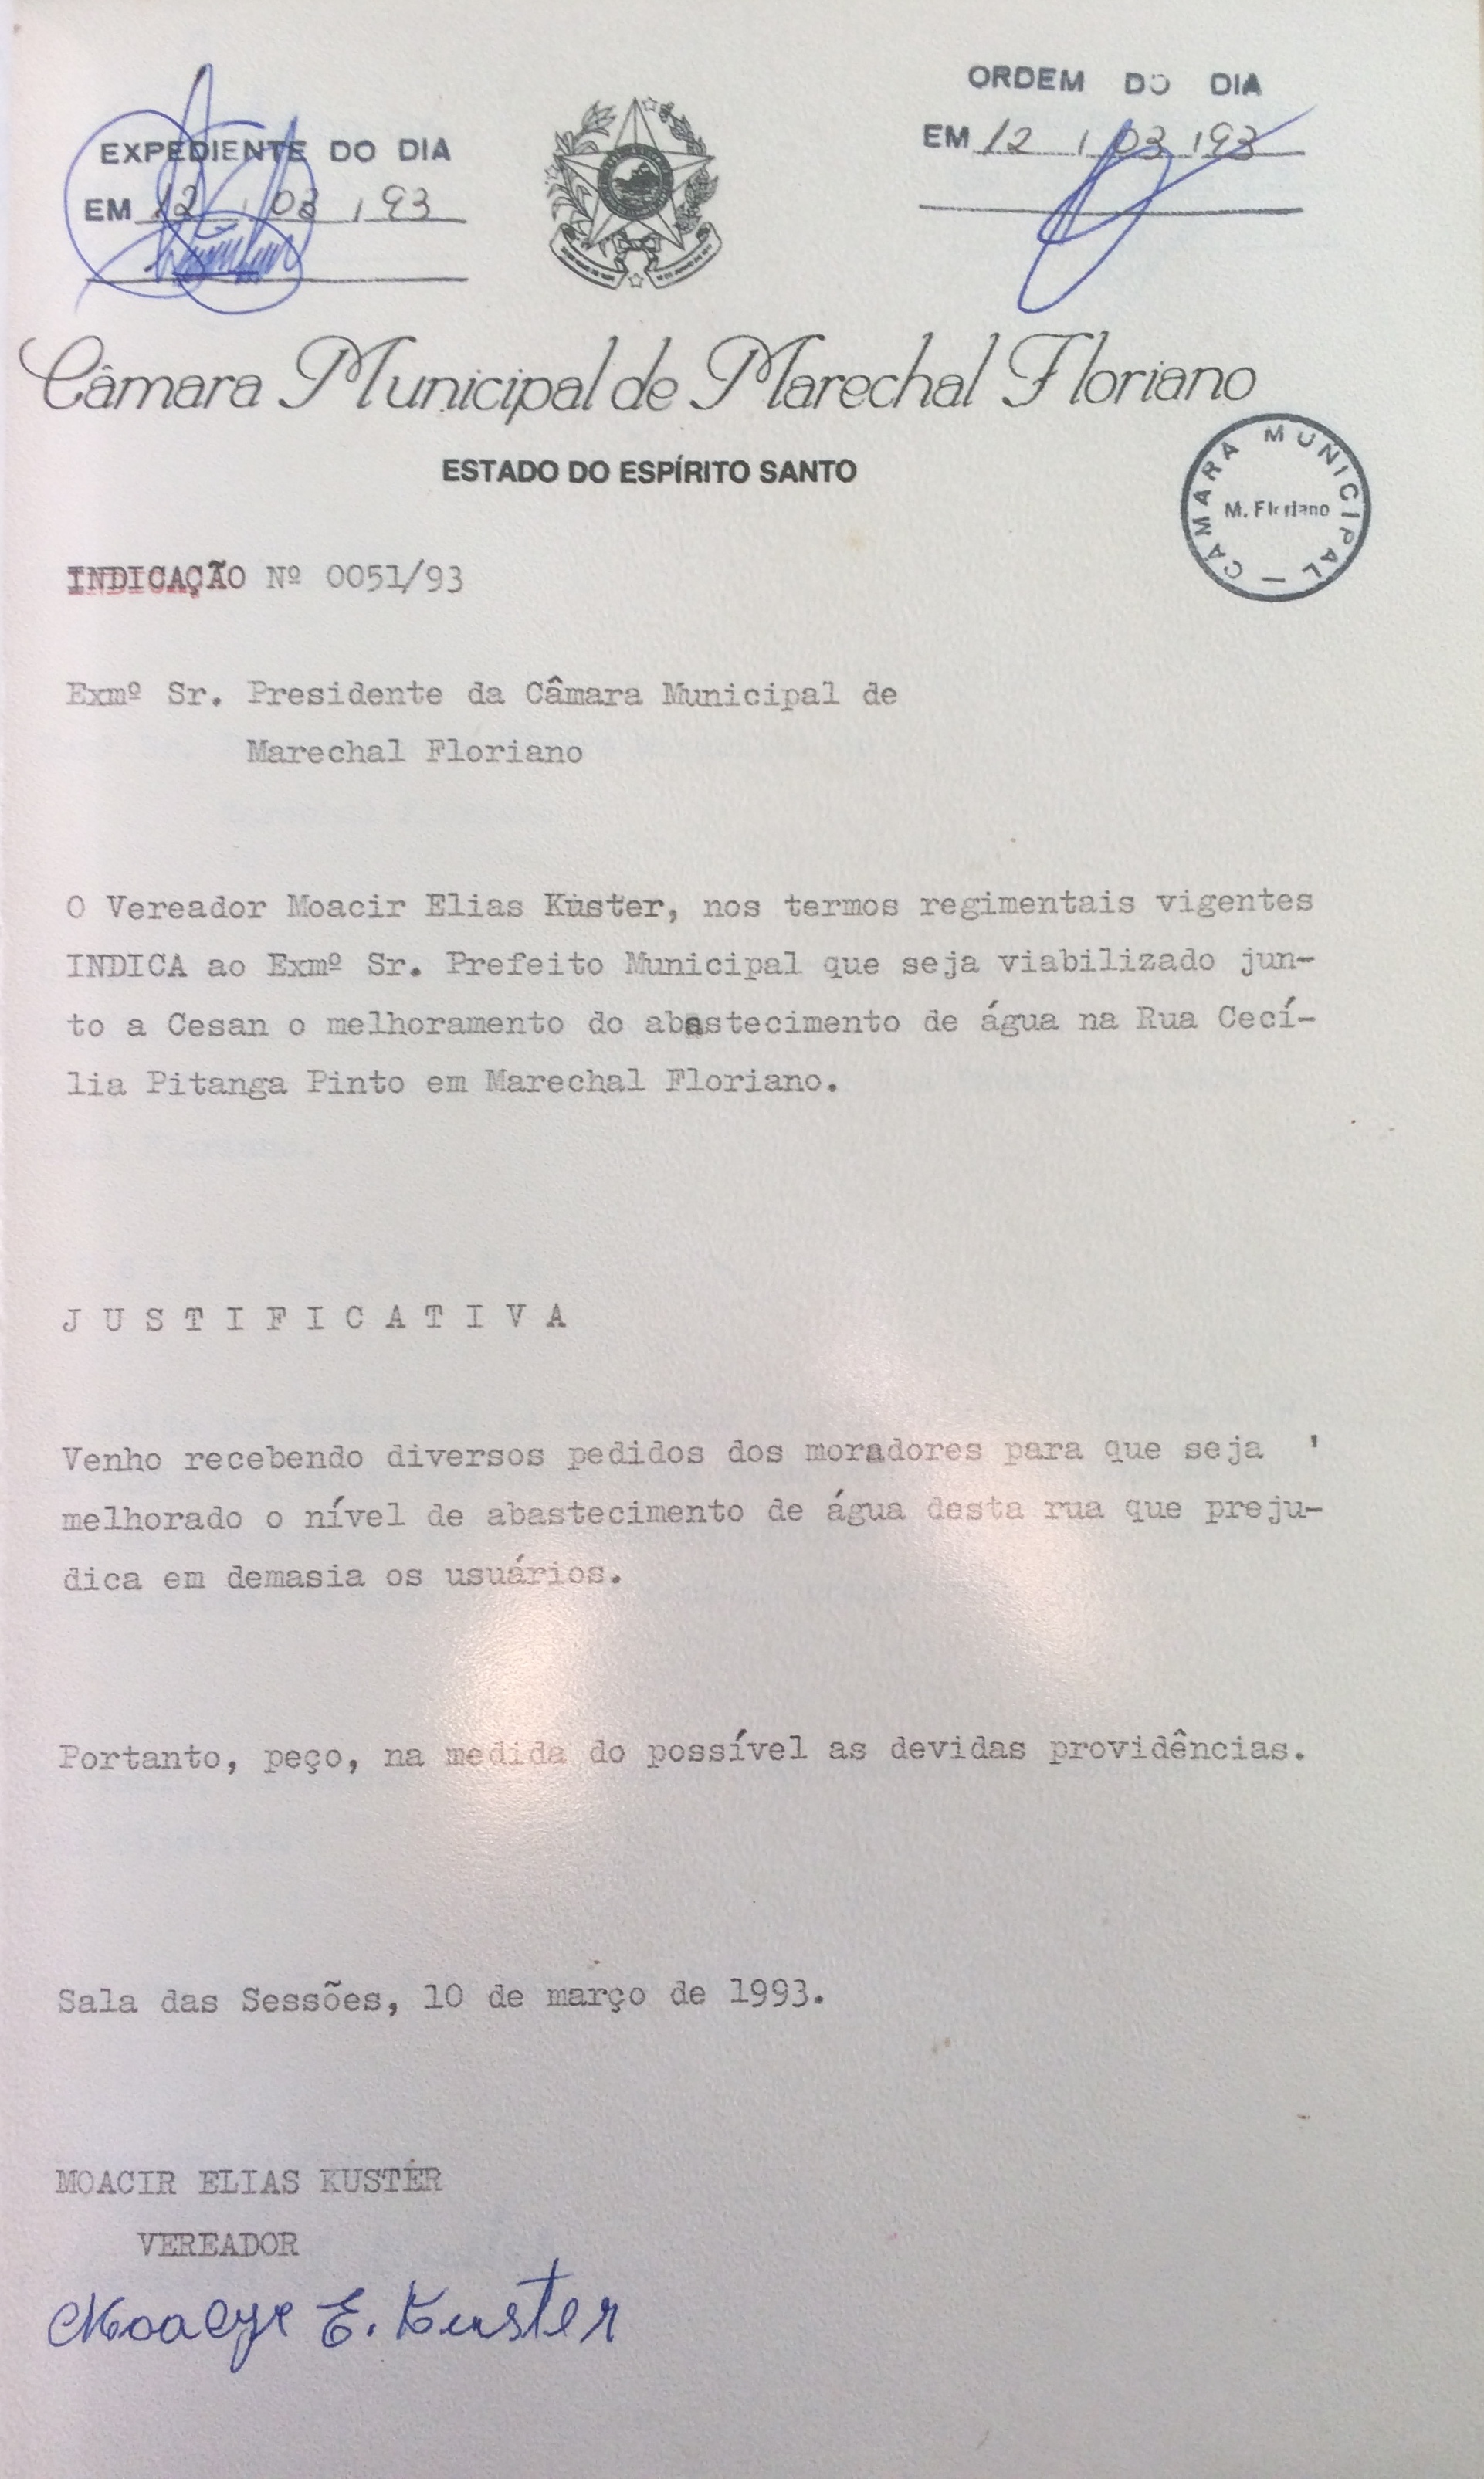 EXPEDIENTE DO DIA
EM 12 / 03 / 93
ORDEM DO DIA
EM 12 / 03 / 93
Câmara Municipal de Marechal Floriano
ESTADO DO ESPÍRITO SANTO
CÂMARA MUNICIPAL —
M. Floriano
INDICAÇÃO Nº 0051/93
Exmº Sr. Presidente da Câmara Municipal de
Marechal Floriano
O Vereador Moacir Elias Kuster, nos termos regimentais vigentes
INDICA ao Exmº Sr. Prefeito Municipal que seja viabilizado jun-
to a Cesan o melhoramento do abastecimento de água na Rua Cecí-
lia Pitanga Pinto em Marechal Floriano.
J U S T I F I C A T I V A
Venho recebendo diversos pedidos dos moradores para que seja '
melhorado o nível de abastecimento de água desta rua que preju-
dica em demasia os usuários.
Portanto, peço, na medida do possível as devidas providências.
Sala das Sessões, 10 de março de 1993.
MOACIR ELIAS KUSTER
VEREADOR
Moacyr E. Kuster